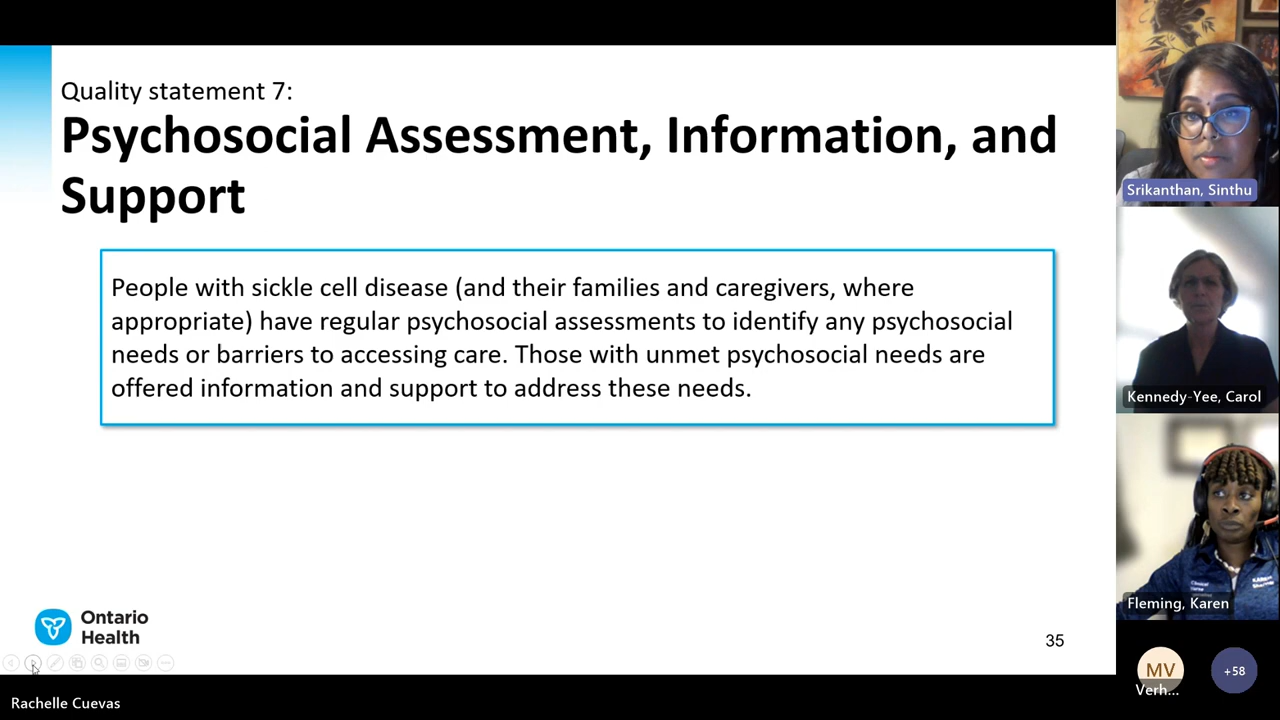 Quality statement 7:
Psychosocial Assessment, Information, and
Support
People with sickle cell disease (and their families and caregivers, where
appropriate) have regular psychosocial assessments to identify any psychosocial
needs or barriers to accessing care. Those with unmet psychosocial needs are
offered information and support to address these needs.
Ontario
Health
35
Rachelle Cuevas
Srikanthan, Sinthu
Kennedy-Yee, Carol
Clinical
Nurse
Fleming, Karen
MV
Verh...
+58